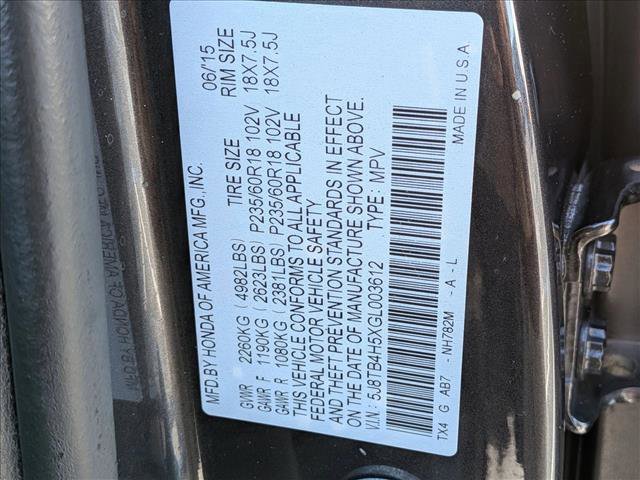 MFD.BY HONDA OF AMERICA MFG., INC. 06/'15
TIRE SIZE RIM SIZE
GVWR 2260KG (4982LBS)
GAWR F 1190KG (2623LBS) P235/60R18 102V 18X7.5J
GAWR R 1080KG (2381LBS) P235/60R18 102V 18X7.5J
THIS VEHICLE CONFORMS TO ALL APPLICABLE
FEDERAL MOTOR VEHICLE SAFETY
AND THEFT PREVENTION STANDARDS IN EFFECT
ON THE DATE OF MANUFACTURE SHOWN ABOVE.
V.I.N.: 5J8TB4H5XGL003612 TYPE: MPV
TX4 G AB7 -NH782M -A -L
MADE IN U.S.A.